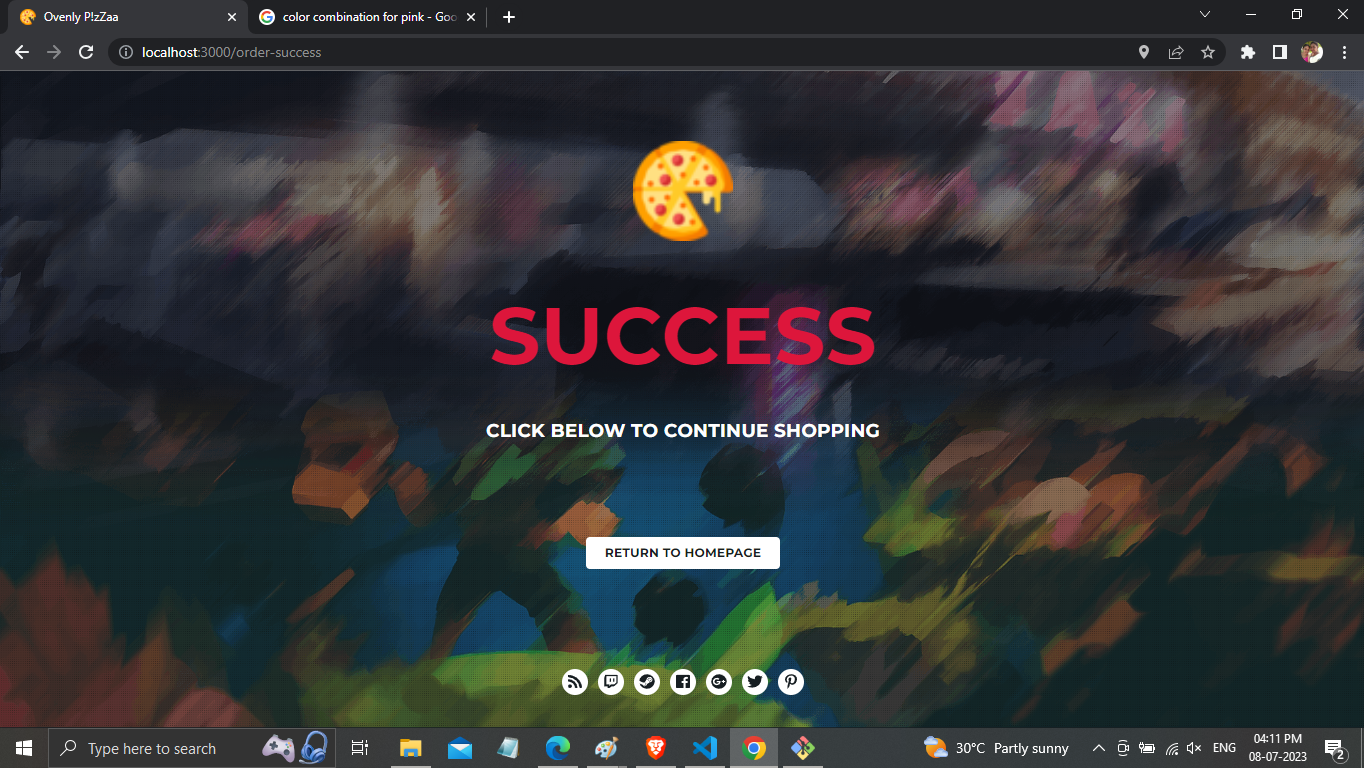 Ovenly P!zZaa
color combination for pink - Goo
localhost:3000/order-success
SUCCESS
CLICK BELOW TO CONTINUE SHOPPING
RETURN TO HOMEPAGE
Type here to search
30°C Partly sunny
ENG
04:11 PM
08-07-2023
2